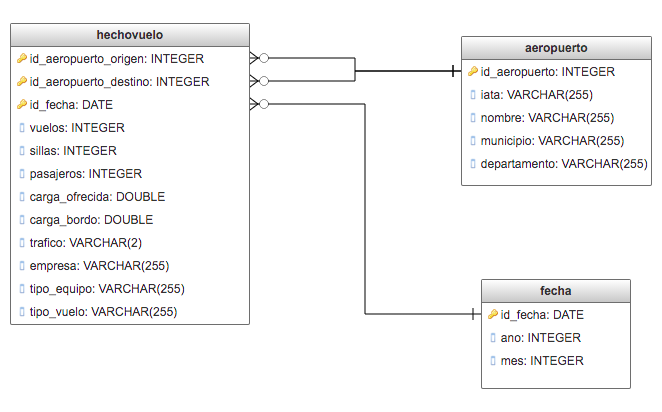 hechovuelo
id_aeropuerto_origen: INTEGER
id_aeropuerto_destino: INTEGER
id_fecha: DATE
vuelos: INTEGER
sillas: INTEGER
pasajeros: INTEGER
carga_ofrecida: DOUBLE
carga_bordo: DOUBLE
trafico: VARCHAR(2)
empresa: VARCHAR(255)
tipo_equipo: VARCHAR(255)
tipo_vuelo: VARCHAR(255)
aeropuerto
id_aeropuerto: INTEGER
iata: VARCHAR(255)
nombre: VARCHAR(255)
municipio: VARCHAR(255)
departamento: VARCHAR(255)
fecha
id_fecha: DATE
ano: INTEGER
mes: INTEGER